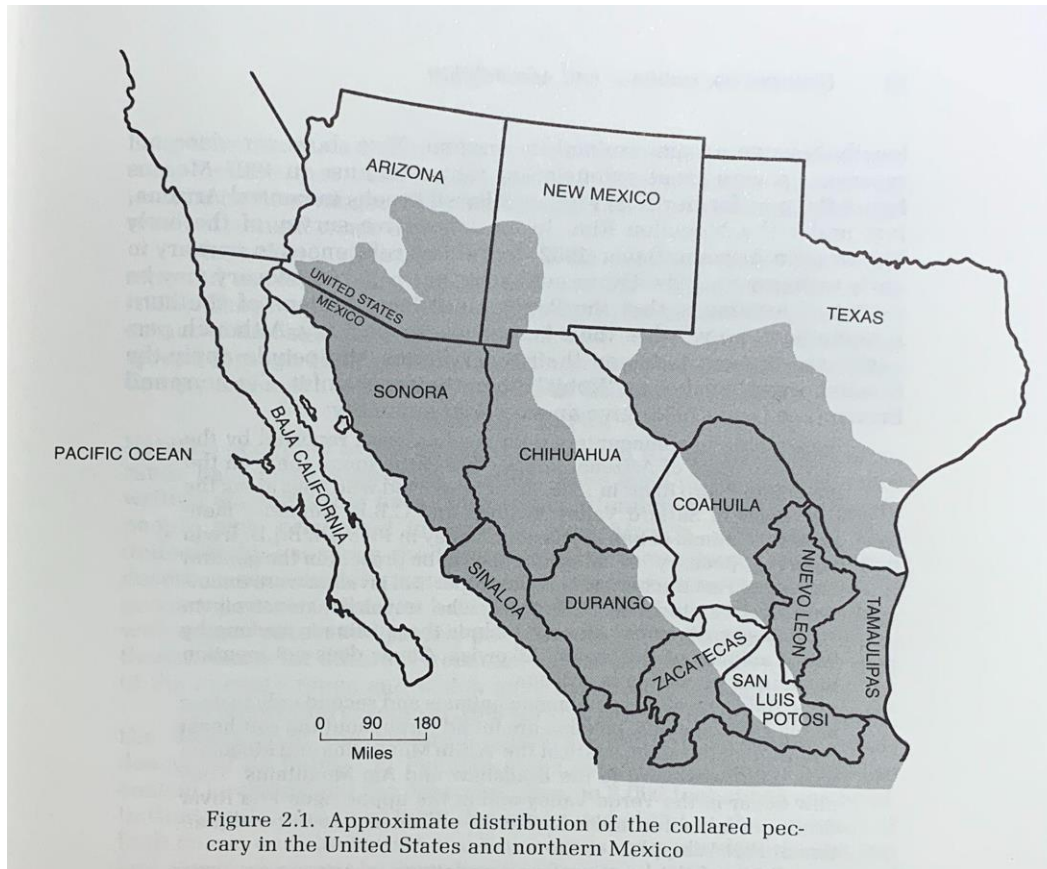 ARIZONA
NEW MEXICO
UNITED STATES
MEXICO
TEXAS
SONORA
BAJA CALIFORNIA
PACIFIC OCEAN
CHIHUAHUA
COAHUILA
SINALOA
DURANGO
NUEVO LEON
TAMAULIPAS
ZACATECAS
SAN
LUIS
POTOSI
0 90 180
Miles
Figure 2.1. Approximate distribution of the collared pec-
cary in the United States and northern Mexico